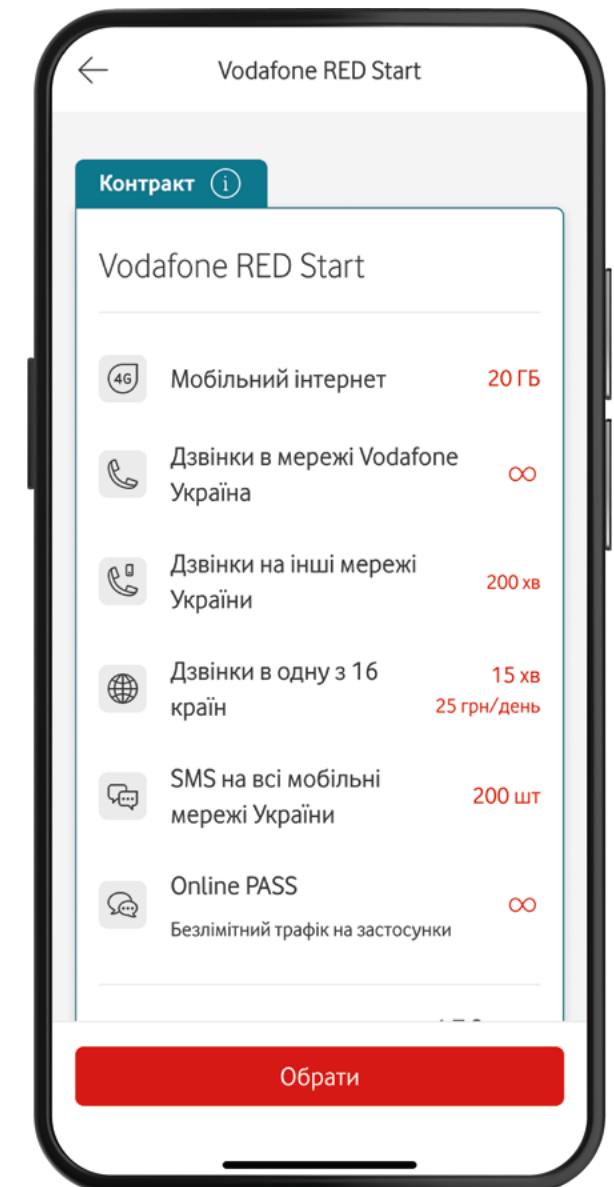 Vodafone RED Start
Контракт i
Vodafone RED Start
4G Мобільний інтернет 20 ГБ
Дзвінки в мережі Vodafone
Україна ∞
Дзвінки на інші мережі
України 200 хв
Дзвінки в одну з 16 15 хв
країн 25 грн/день
SMS на всі мобільні
мережі України 200 шт
Online PASS ∞
Безлімітний трафік на застосунки
Обрати